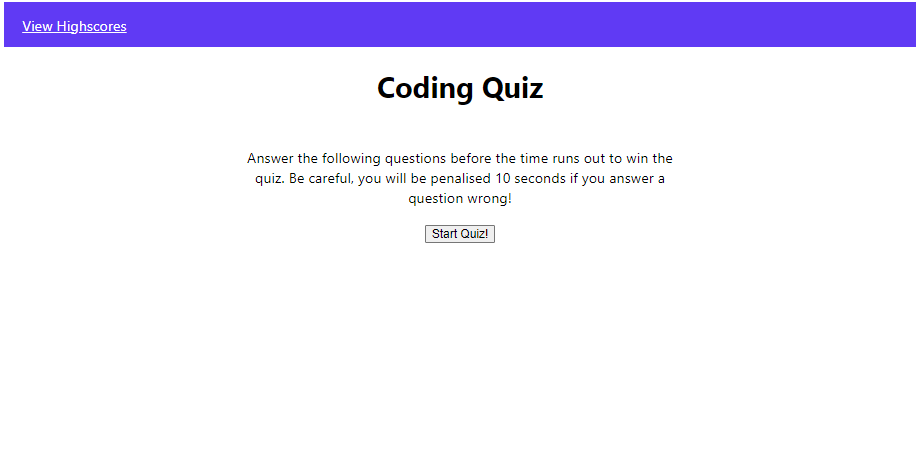 View Highscores
Coding Quiz
Answer the following questions before the time runs out to win the
quiz. Be careful, you will be penalised 10 seconds if you answer a
question wrong!
Start Quiz!